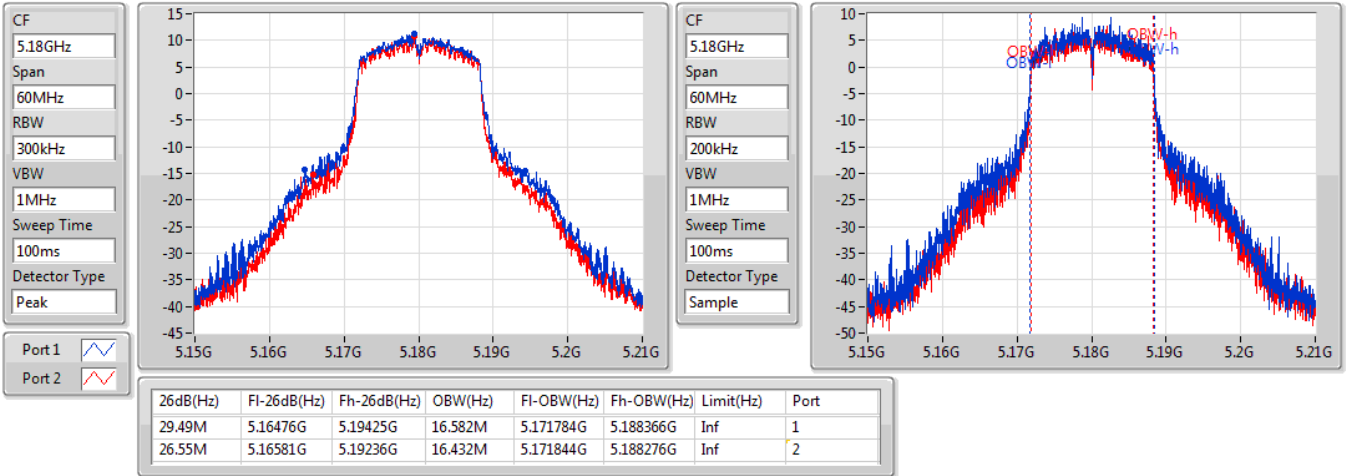 CF
5.18GHz
Span
60MHz
RBW
300kHz
VBW
1MHz
Sweep Time
100ms
Detector Type
Peak
Port 1
Port 2
15
10
5
0
-5
-10
-15
-20
-25
-30
-35
-40
-45
5.15G 5.16G 5.17G 5.18G 5.19G 5.2G 5.21G
CF
5.18GHz
Span
60MHz
RBW
200kHz
VBW
1MHz
Sweep Time
100ms
Detector Type
Sample
10
5
0
-5
-10
-15
-20
-25
-30
-35
-40
-45
-50
OBW-h
5.15G 5.16G 5.17G 5.18G 5.19G 5.2G 5.21G
26dB(Hz) Fl-26dB(Hz) Fh-26dB(Hz) OBW(Hz) Fl-OBW(Hz) Fh-OBW(Hz) Limit(Hz) Port
29.49M 5.16476G 5.19425G 16.582M 5.171784G 5.188366G Inf 1
26.55M 5.16581G 5.19236G 16.432M 5.171844G 5.188276G Inf 2